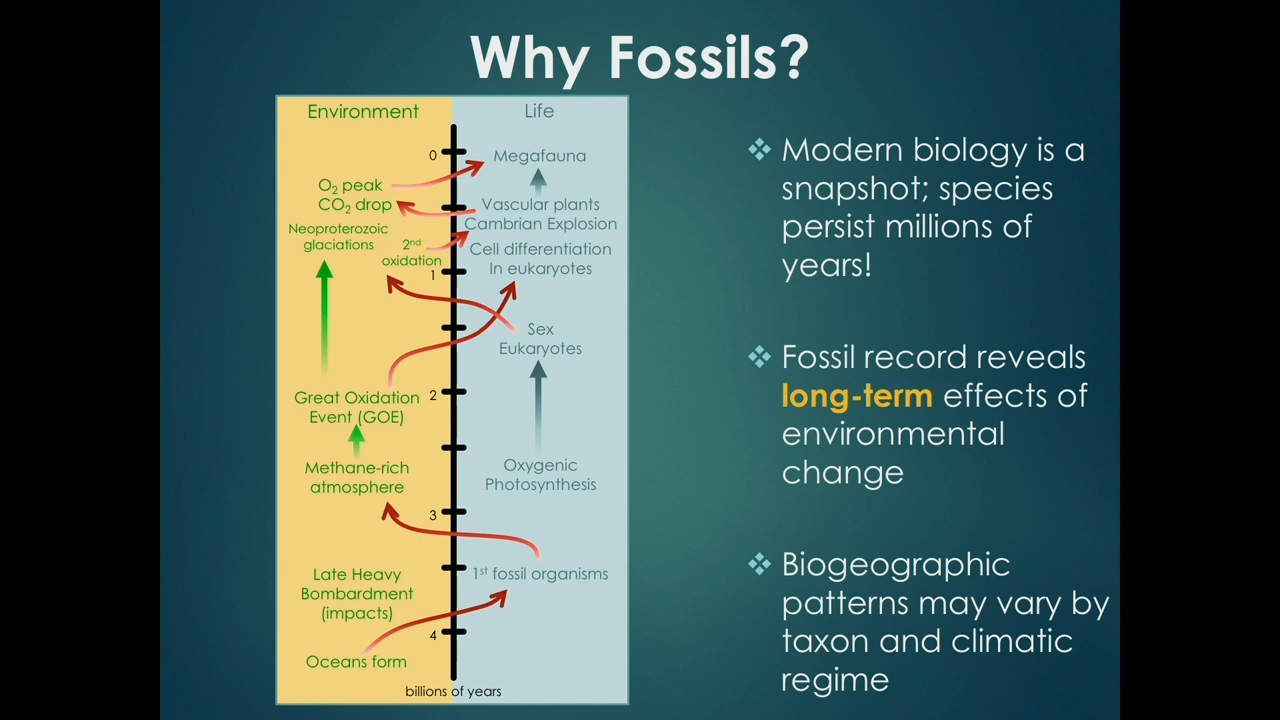 Why Fossils?
Environment
Life
0
Megafauna
O₂ peak
CO₂ drop
Vascular plants
Cambrian Explosion
Neoproterozoic
glaciations
2nd
oxidation
Cell differentiation
In eukaryotes
1
Sex
Eukaryotes
Great Oxidation
Event (GOE)
2
Methane-rich
atmosphere
Oxygenic
Photosynthesis
3
Late Heavy
Bombardment
(impacts)
1st fossil organisms
4
Oceans form
billions of years
❖ Modern biology is a
snapshot; species
persist millions of
years!
❖ Fossil record reveals
long-term effects of
environmental
change
❖ Biogeographic
patterns may vary by
taxon and climatic
regime